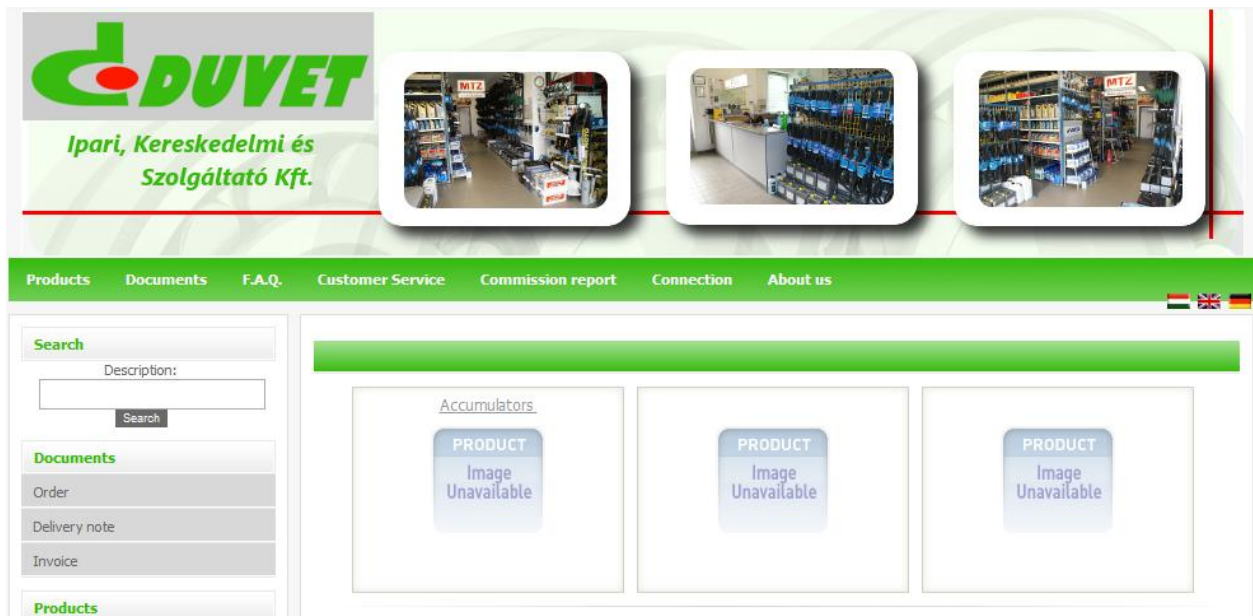 DUVET
Ipari, Kereskedelmi és
Szolgáltató Kft.
MTZ
MTZ
Products Documents F.A.Q. Customer Service Commission report Connection About us
Search
Description:
Search
Documents
Order
Delivery note
Invoice
Products
Accumulators
PRODUCT
Image
Unavailable
PRODUCT
Image
Unavailable
PRODUCT
Image
Unavailable